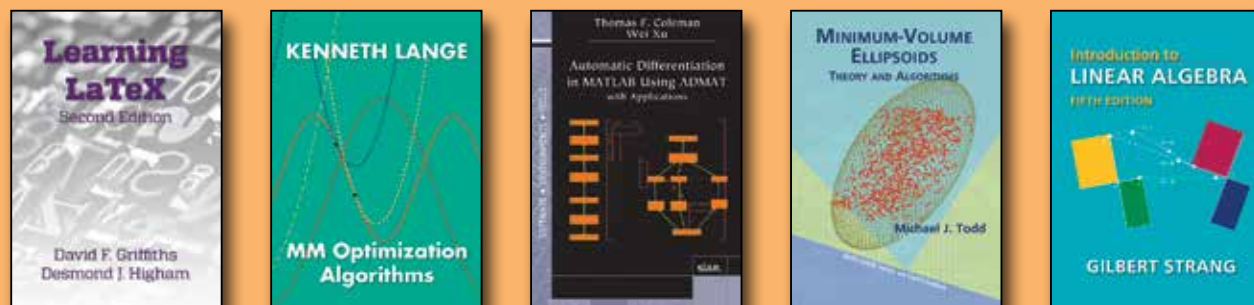 Learning
LaTeX
Second Edition
David F. Griffiths
Desmond J. Higham
KENNETH LANGE
MM Optimization
Algorithms
Thomas F. Coleman
Wei Xu
Automatic Differentiation
in MATLAB Using ADMAT
with Applications
siam
MINIMUM-VOLUME
ELLIPSOIDS
THEORY AND ALGORITHMS
Michael J. Todd
Introduction to
LINEAR ALGEBRA
FIFTH EDITION
GILBERT STRANG